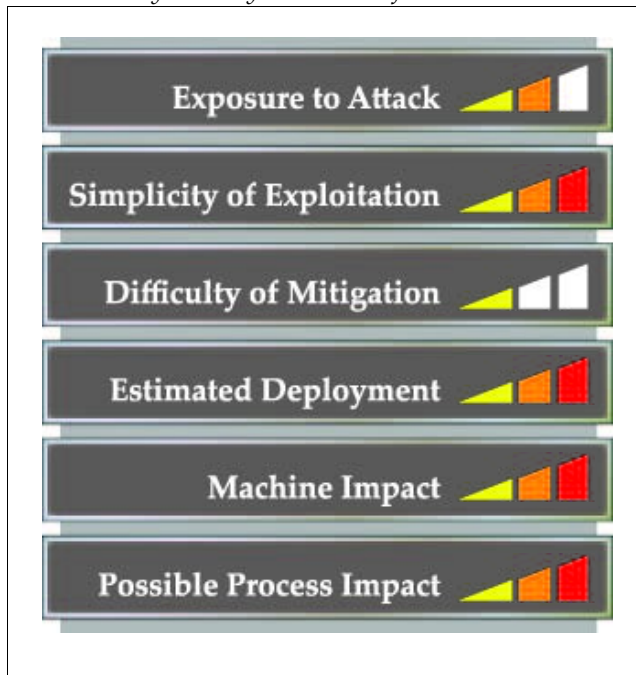 Exposure to Attack
Simplicity of Exploitation
Difficulty of Mitigation
Estimated Deployment
Machine Impact
Possible Process Impact